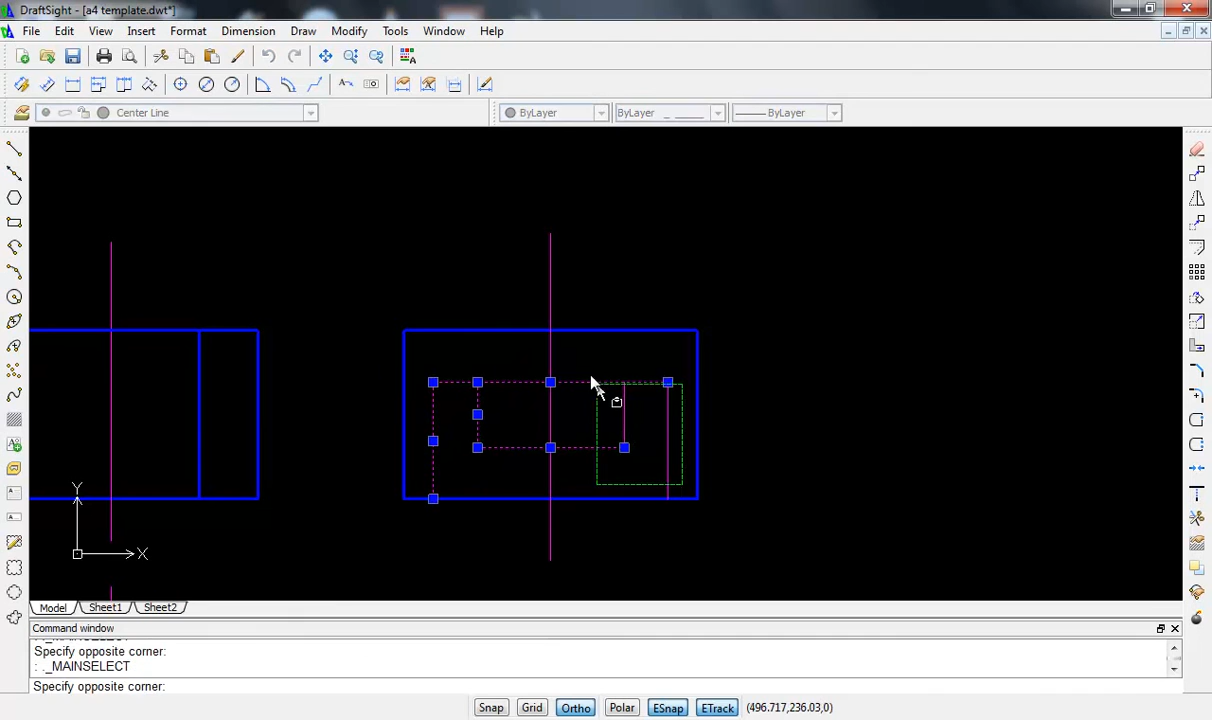 DraftSight - [a4 template.dwt*]
File Edit View Insert Format Dimension Draw Modify Tools Window Help
Center Line ByLayer ByLayer ByLayer
Y
X
Model Sheet1 Sheet2
Command window
: ._MAINSELECT
Specify opposite corner:
: ._MAINSELECT
Specify opposite corner:
Snap Grid Ortho Polar ESnap ETrack (496.717,236.03,0)